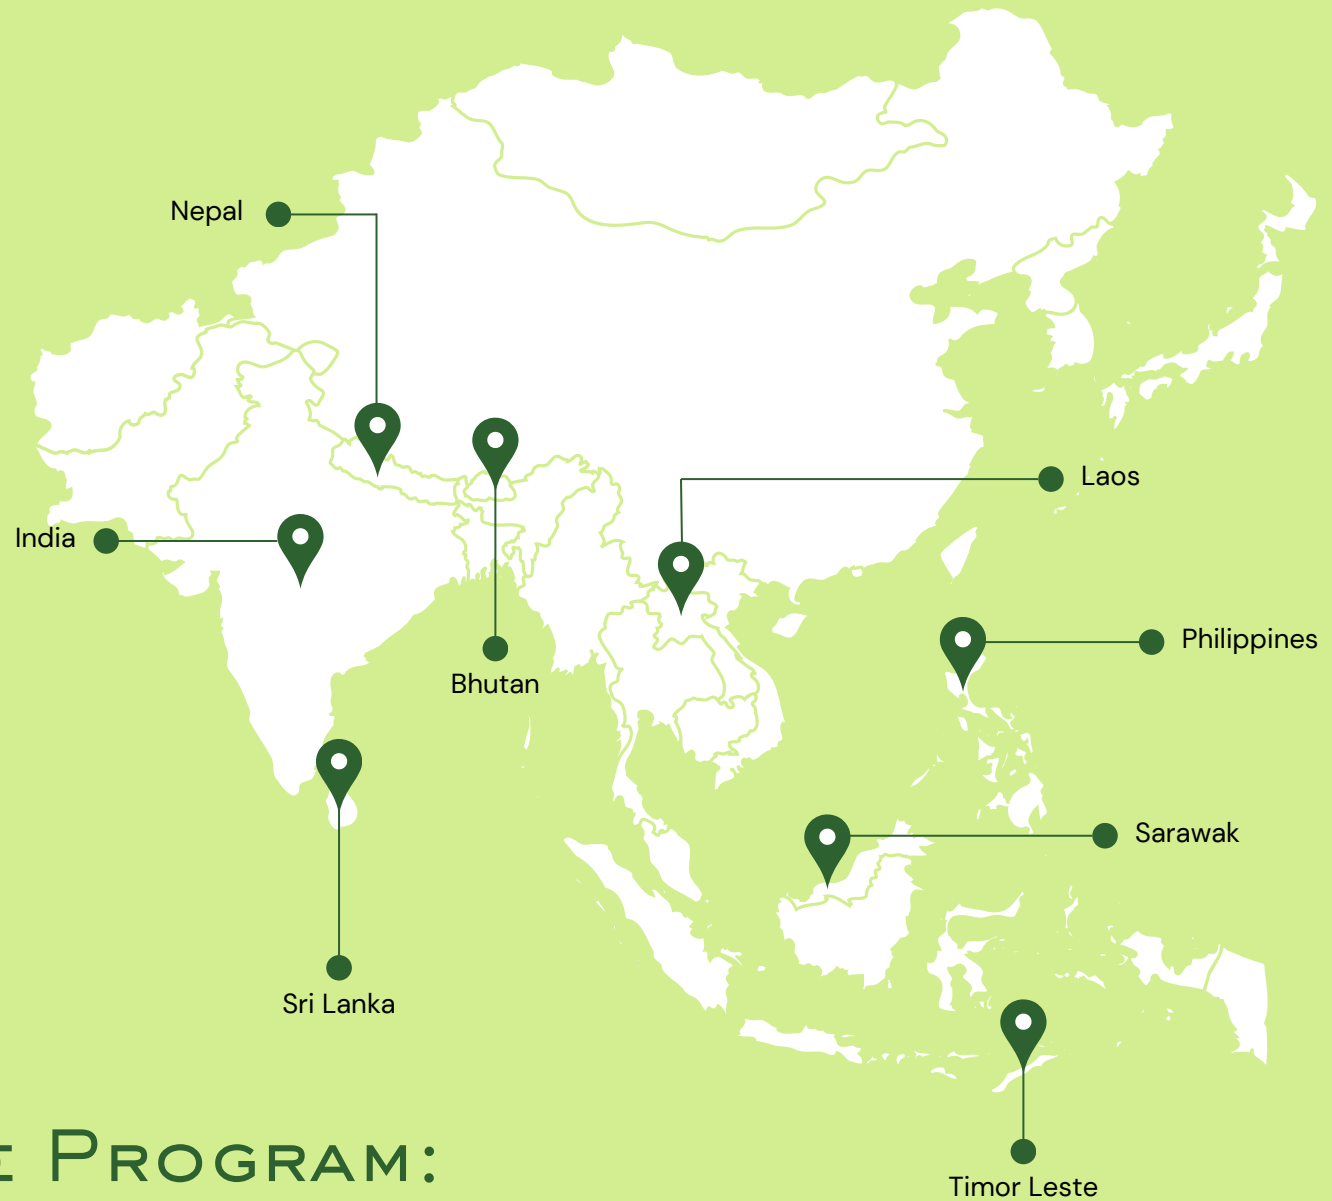 Nepal
Laos
India
Philippines
Bhutan
Sarawak
Sri Lanka
PROGRAM:
Timor Leste